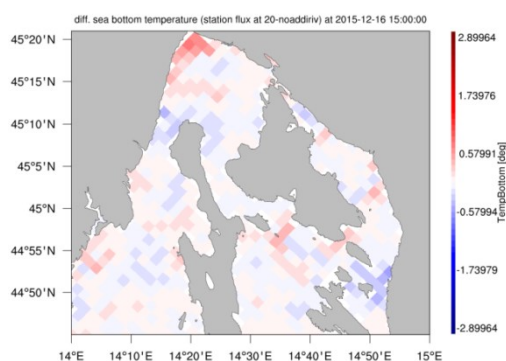 diff. sea bottom temperature (station flux at 20-noaddiriv) at 2015-12-16 15:00:00
45°20'N
45°15'N
45°10'N
45°5'N
45°N
44°55'N
44°50'N
14°E 14°10'E 14°20'E 14°30'E 14°40'E 14°50'E 15°E
2.89964
1.73976
0.57991
-0.57994
-1.73979
-2.89964
TempBottom [deg]